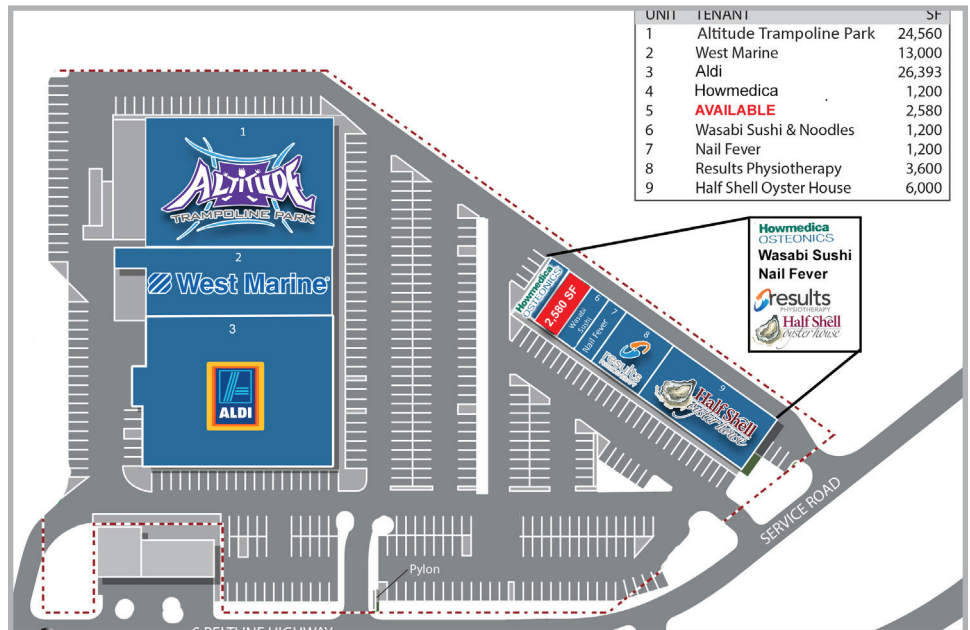 UNIT TENANT SF
1 Altitude Trampoline Park 24,560
2 West Marine 13,000
3 Aldi 26,393
4 Howmedica 1,200
5 AVAILABLE 2,580
6 Wasabi Sushi & Noodles 1,200
7 Nail Fever 1,200
8 Results Physiotherapy 3,600
9 Half Shell Oyster House 6,000
1
ALTITUDE
TRAMPOLINE PARK
2
West Marine
3
ALDI
Howmedica
OSTEONICS
2,580 SF
6
Wasabi
Sushi
7
Nail Fever
8
results
9
Half Shell
oyster house
Howmedica
OSTEONICS
Wasabi Sushi
Nail Fever
results
PHYSIOTHERAPY
Half Shell
oyster house
SERVICE ROAD
Pylon
S BELTLINE HIGHWAY